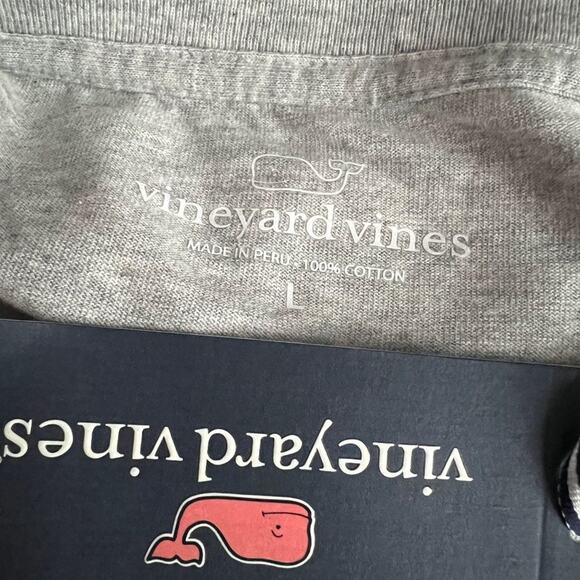 vineyard vines
MADE IN PERU - 100% COTTON
L
vineyard vines